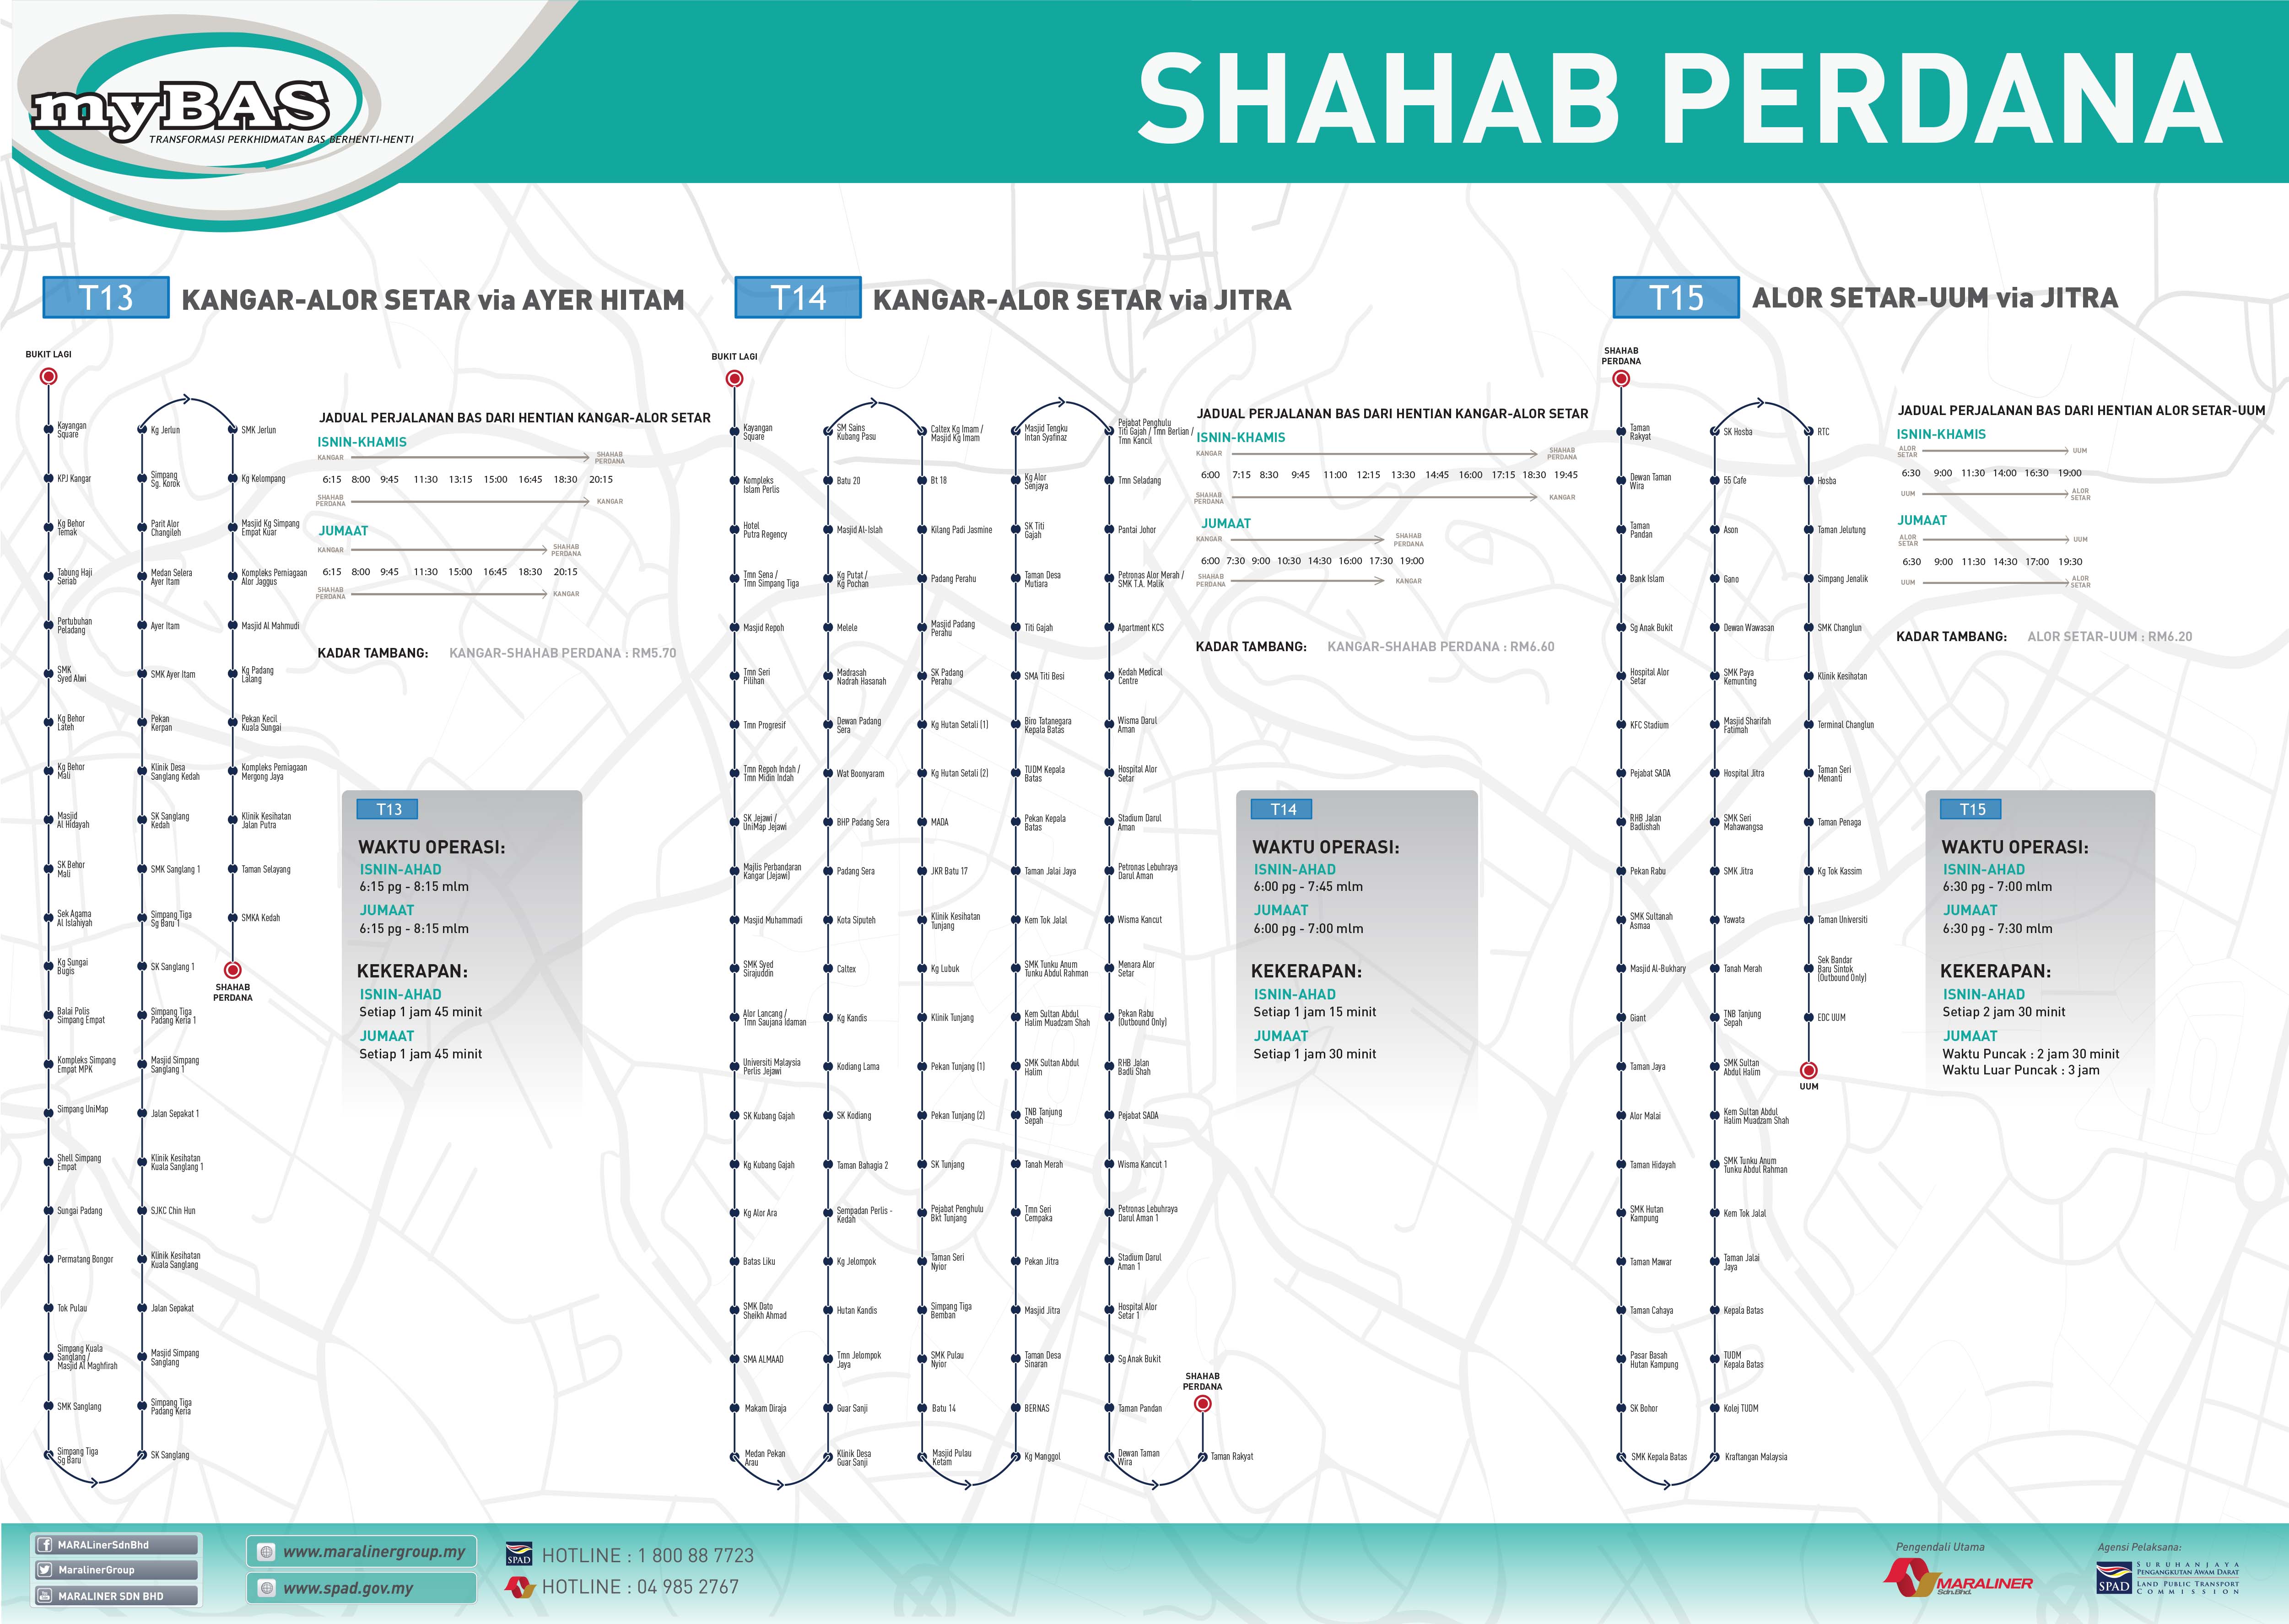 myBAS
TRANSFORMASI PERKHIDMATAN BAS BERHENTI-HENTI
SHAHAB PERDANA
T13 KANGAR-ALOR SETAR via AYER HITAM
BUKIT LAGI
Kayangan
Square
KPJ Kangar
Kg Behor
Temak
Tabung Haji
Seriab
Pertubuhan
Peladang
SMK
Syed Alwi
Kg Behor
Lateh
Kg Behor
Mali
Masjid
Al Hidayah
SK Behor
Mali
Sek Agama
Al Islahiyah
Kg Sungai
Bugis
Balai Polis
Simpang Empat
Kompleks Simpang
Empat MPK
Simpang UniMap
Shell Simpang
Empat
Sungai Padang
Permatang Bongor
Tok Pulau
Simpang Kuala
Sanglang /
Masjid Al Maghfirah
SMK Sanglang
Simpang Tiga
Sg Baru
Kg Jerlun
Simpang
Sg. Korok
Parit Alor
Changlieh
Medan Selera
Ayer Itam
Ayer Itam
SMK Ayer Itam
Pekan
Kerpan
Klinik Desa
Sanglang Kedah
SK Sanglang
Kedah
SMK Sanglang 1
Simpang Tiga
Sg Baru 1
SK Sanglang 1
Simpang Tiga
Padang Keria 1
Masjid Simpang
Sanglang 1
Jalan Sepakat 1
Klinik Kesihatan
Kuala Sanglang 1
SJKC Chin Hun
Klinik Kesihatan
Kuala Sanglang
Jalan Sepakat
Masjid Simpang
Sanglang
Simpang Tiga
Padang Keria
SK Sanglang
SMK Jerlun
Kg Kelompang
Masjid Kg Simpang
Empat Kuar
Kompleks Perniagaan
Alor Jaggus
Masjid Al Mahmudi
Kg Padang
Lalang
Pekan Kecil
Kuala Sungai
Kompleks Perniagaan
Mergong Jaya
Klinik Kesihatan
Jalan Putra
Taman Selayang
SMKA Kedah
SHAHAB
PERDANA
JADUAL PERJALANAN BAS DARI HENTIAN KANGAR-ALOR SETAR
ISNIN-KHAMIS
KANGAR SHAHAB
PERDANA
6:15 8:00 9:45 11:30 13:15 15:00 16:45 18:30 20:15
SHAHAB
PERDANA KANGAR
JUMAAT
KANGAR SHAHAB
PERDANA
6:15 8:00 9:45 11:30 15:00 16:45 18:30 20:15
SHAHAB
PERDANA KANGAR
KADAR TAMBANG: KANGAR-SHAHAB PERDANA : RM5.70
T13
WAKTU OPERASI:
ISNIN-AHAD
6:15 pg - 8:15 mlm
JUMAAT
6:15 pg - 8:15 mlm
KEKERAPAN:
ISNIN-AHAD
Setiap 1 jam 45 minit
JUMAAT
Setiap 1 jam 45 minit
T14 KANGAR-ALOR SETAR via JITRA
BUKIT LAGI
Kayangan
Square
Kompleks
Islam Perlis
Hotel
Putra Regency
Tmn Sena /
Tmn Simpang Tiga
Masjid Repoh
Tmn Seri
Pilihan
Tmn Progresif
Tmn Repoh Indah /
Tmn Midin Indah
SK Jejawi /
UniMap Jejawi
Majlis Perbandaran
Kangar (Jejawi)
Masjid Muhammadi
SMK Syed
Sirajuddin
Alor Lancang /
Tmn Saujana Idaman
Universiti Malaysia
Perlis Jejawi
SK Kubang Gajah
Kg Kubang Gajah
Kg Alor Ara
Batas Liku
SMK Dato
Sheikh Ahmad
SMA ALMMAD
Makam Diraja
Medan Pekan
Arau
SM Sains
Kubang Pasu
Batu 20
Masjid Al-Islah
Kg Putat /
Kg Pochan
Melele
Madrasah
Nadrah Hasanah
Dewan Padang
Sera
Wat Boonyaram
BHP Padang Sera
Padang Sera
Kota Siputeh
Caltex
Kg Kandis
Kodiang Lama
SK Kodiang
Taman Bahagia 2
Sempadan Perlis -
Kedah
Kg Jelompok
Hutan Kandis
Tmn Jelompok
Jaya
Guar Sanji
Klinik Desa
Guar Sanji
Caltex Kg Imam /
Masjid Kg Imam
Bt 18
Kilang Padi Jasmine
Padang Perahu
Masjid Padang
Perahu
SK Padang
Perahu
Kg Hutan Setali (1)
Kg Hutan Setali (2)
MADA
JKR Batu 17
Klinik Kesihatan
Tunjang
Kg Lubuk
Klinik Tunjang
Pekan Tunjang (1)
Pekan Tunjang (2)
SK Tunjang
Pejabat Penghulu
Bkt Tunjang
Taman Seri
Nyior
Simpang Tiga
Bemban
SMK Pulau
Nyior
Batu 14
Masjid Pulau
Ketam
Masjid Tengku
Intan Syafinaz
Kg Alor
Senjaya
SK Titi
Gajah
Taman Desa
Mutiara
Titi Gajah
SMA Titi Besi
Biro Tatanegara
Kepala Batas
TUDM Kepala
Batas
Pekan Kepala
Batas
Taman Jalai Jaya
Kem Tok Jalal
SMK Tunku Anum
Tunku Abdul Rahman
Kem Sultan Abdul
Halim Muadzam Shah
SMK Sultan Abdul
Halim
TNB Tanjung
Sepah
Tanah Merah
Tmn Seri
Cempaka
Pekan Jitra
Masjid Jitra
Taman Desa
Sinaran
BERNAS
Kg Manggol
Pejabat Penghulu
Titi Gajah / Tmn Berlian /
Tmn Kancil
Tmn Seladang
Pantai Johor
Petronas Alor Merah /
SMK T.A. Malik
Apartment KCS
Kedah Medical
Centre
Wisma Darul
Aman
Hospital Alor
Setar
Stadium Darul
Aman
Petronas Lebuhraya
Darul Aman
Wisma Kancut
Menara Alor
Setar
Pekan Rabu
(Outbound Only)
RHB Jalan
Badli Shah
Pejabat SADA
Wisma Kancut 1
Petronas Lebuhraya
Darul Aman 1
Stadium Darul
Aman 1
Hospital Alor
Setar 1
Sg Anak Bukit
Taman Pandan
Dewan Taman
Wira
Taman Rakyat
SHAHAB
PERDANA
JADUAL PERJALANAN BAS DARI HENTIAN KANGAR-ALOR SETAR
ISNIN-KHAMIS
KANGAR SHAHAB
PERDANA
6:00 7:15 8:30 9:45 11:00 12:15 13:30 14:45 16:00 17:15 18:30 19:45
SHAHAB
PERDANA KANGAR
JUMAAT
KANGAR SHAHAB
PERDANA
6:00 7:30 9:00 10:30 14:30 16:00 17:30 19:00
SHAHAB
PERDANA KANGAR
KADAR TAMBANG: KANGAR-SHAHAB PERDANA : RM6.60
T14
WAKTU OPERASI:
ISNIN-AHAD
6:00 pg - 7:45 mlm
JUMAAT
6:00 pg - 7:00 mlm
KEKERAPAN:
ISNIN-AHAD
Setiap 1 jam 15 minit
JUMAAT
Setiap 1 jam 30 minit
T15 ALOR SETAR-UUM via JITRA
SHAHAB
PERDANA
Taman
Rakyat
Dewan Taman
Wira
Taman
Pandan
Bank Islam
Sg Anak Bukit
Hospital Alor
Setar
KFC Stadium
Pejabat SADA
RHB Jalan
Badlishah
Pekan Rabu
SMK Sultanah
Asmaa
Masjid Al-Bukhary
Giant
Taman Jaya
Alor Malai
Taman Hidayah
SMK Hutan
Kampung
Taman Mawar
Taman Cahaya
Pasar Basah
Hutan Kampung
SK Bohor
SMK Kepala Batas
SK Hosba
55 Cafe
Ason
Gano
Dewan Wawasan
SMK Paya
Kemunting
Masjid Sharifah
Fatimah
Hospital Jitra
SMK Seri
Mahawangsa
SMK Jitra
Yawata
Tanah Merah
TNB Tanjung
Sepah
SMK Sultan
Abdul Halim
Kem Sultan Abdul
Halim Muadzam Shah
SMK Tunku Anum
Tunku Abdul Rahman
Kem Tok Jalal
Taman Jalai
Jaya
Kepala Batas
TUDM
Kepala Batas
Kolej TUDM
Kraftangan Malaysia
RTC
Hosba
Taman Jelutung
Simpang Jenalik
SMK Changlun
Klinik Kesihatan
Terminal Changlun
Taman Seri
Menanti
Taman Penaga
Kg Tok Kassim
Taman Universiti
Sek Bandar
Baru Sintok
(Outbound Only)
EDC UUM
UUM
JADUAL PERJALANAN BAS DARI HENTIAN ALOR SETAR-UUM
ISNIN-KHAMIS
ALOR
SETAR UUM
6:30 9:00 11:30 14:00 16:30 19:00
UUM ALOR
SETAR
JUMAAT
ALOR
SETAR UUM
6:30 9:00 11:30 14:30 17:00 19:30
UUM ALOR
SETAR
KADAR TAMBANG: ALOR SETAR-UUM : RM6.20
T15
WAKTU OPERASI:
ISNIN-AHAD
6:30 pg - 7:00 mlm
JUMAAT
6:30 pg - 7:30 mlm
KEKERAPAN:
ISNIN-AHAD
Setiap 2 jam 30 minit
JUMAAT
Waktu Puncak : 2 jam 30 minit
Waktu Luar Puncak : 3 jam
MARALinerSdnBhd
MaralinerGroup
MARALINER SDN BHD
www.maralinergroup.my
www.spad.gov.my
SPAD HOTLINE : 1 800 88 7723
HOTLINE : 04 985 2767
Pengendali Utama
MARALINER
Sdn Bhd
Agensi Pelaksana:
SPAD
SURUHANJAYA
PENGANGKUTAN AWAM DARAT
LAND PUBLIC TRANSPORT
COMMISSION